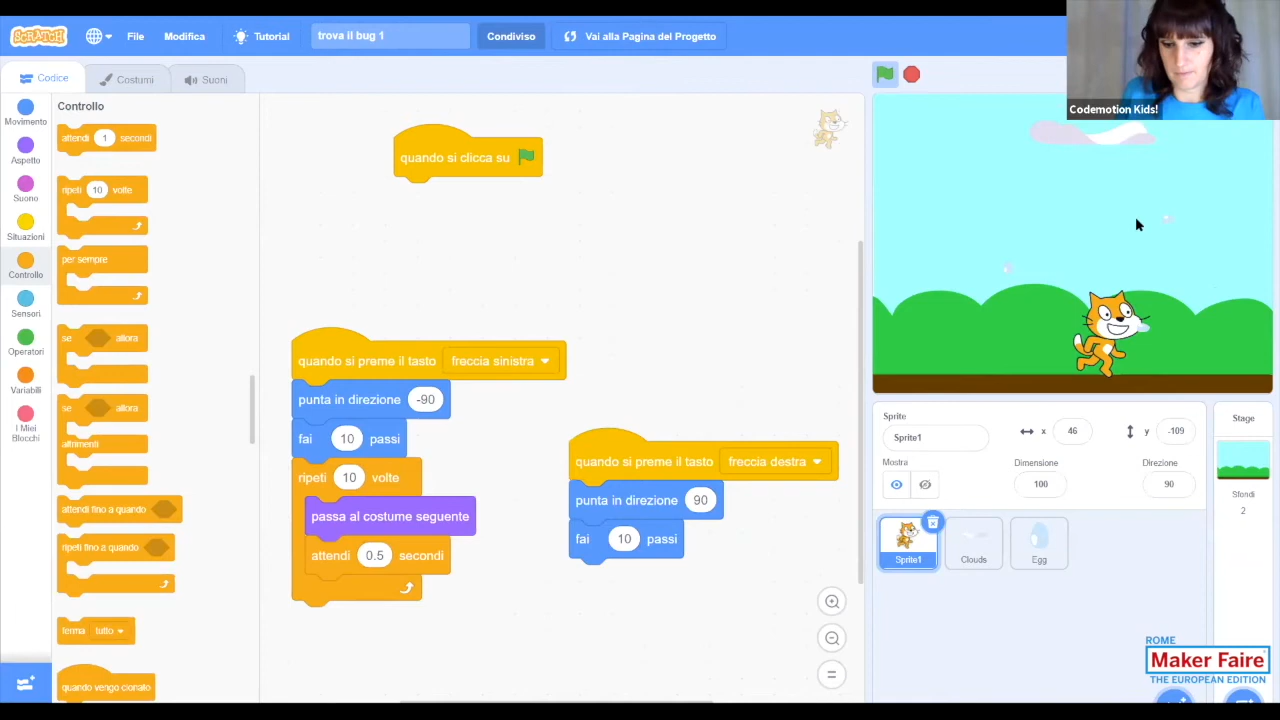 SCRATCH
File
Modifica
Tutorial
trova il bug 1
Condiviso
Vai alla Pagina del Progetto
Codemotion Kids!
Codice
Costumi
Suoni
Movimento
Aspetto
Suono
Situazioni
Controllo
Sensori
Operatori
Variabili
I Miei
Blocchi
Controllo
attendi 1 secondi
ripeti 10 volte
per sempre
se allora
se allora
altrimenti
attendi fino a quando
ripeti fino a quando
ferma tutto
quando vengo clonato
quando si clicca su
quando si preme il tasto freccia sinistra
punta in direzione -90
fai 10 passi
ripeti 10 volte
passa al costume seguente
attendi 0.5 secondi
quando si preme il tasto freccia destra
punta in direzione 90
fai 10 passi
Sprite
Sprite1
x 46
y -109
Mostra
Dimensione
100
Direzione
90
Sprite1
Clouds
Egg
Stage
Sfondi
2
ROME
Maker Faire
THE EUROPEAN EDITION